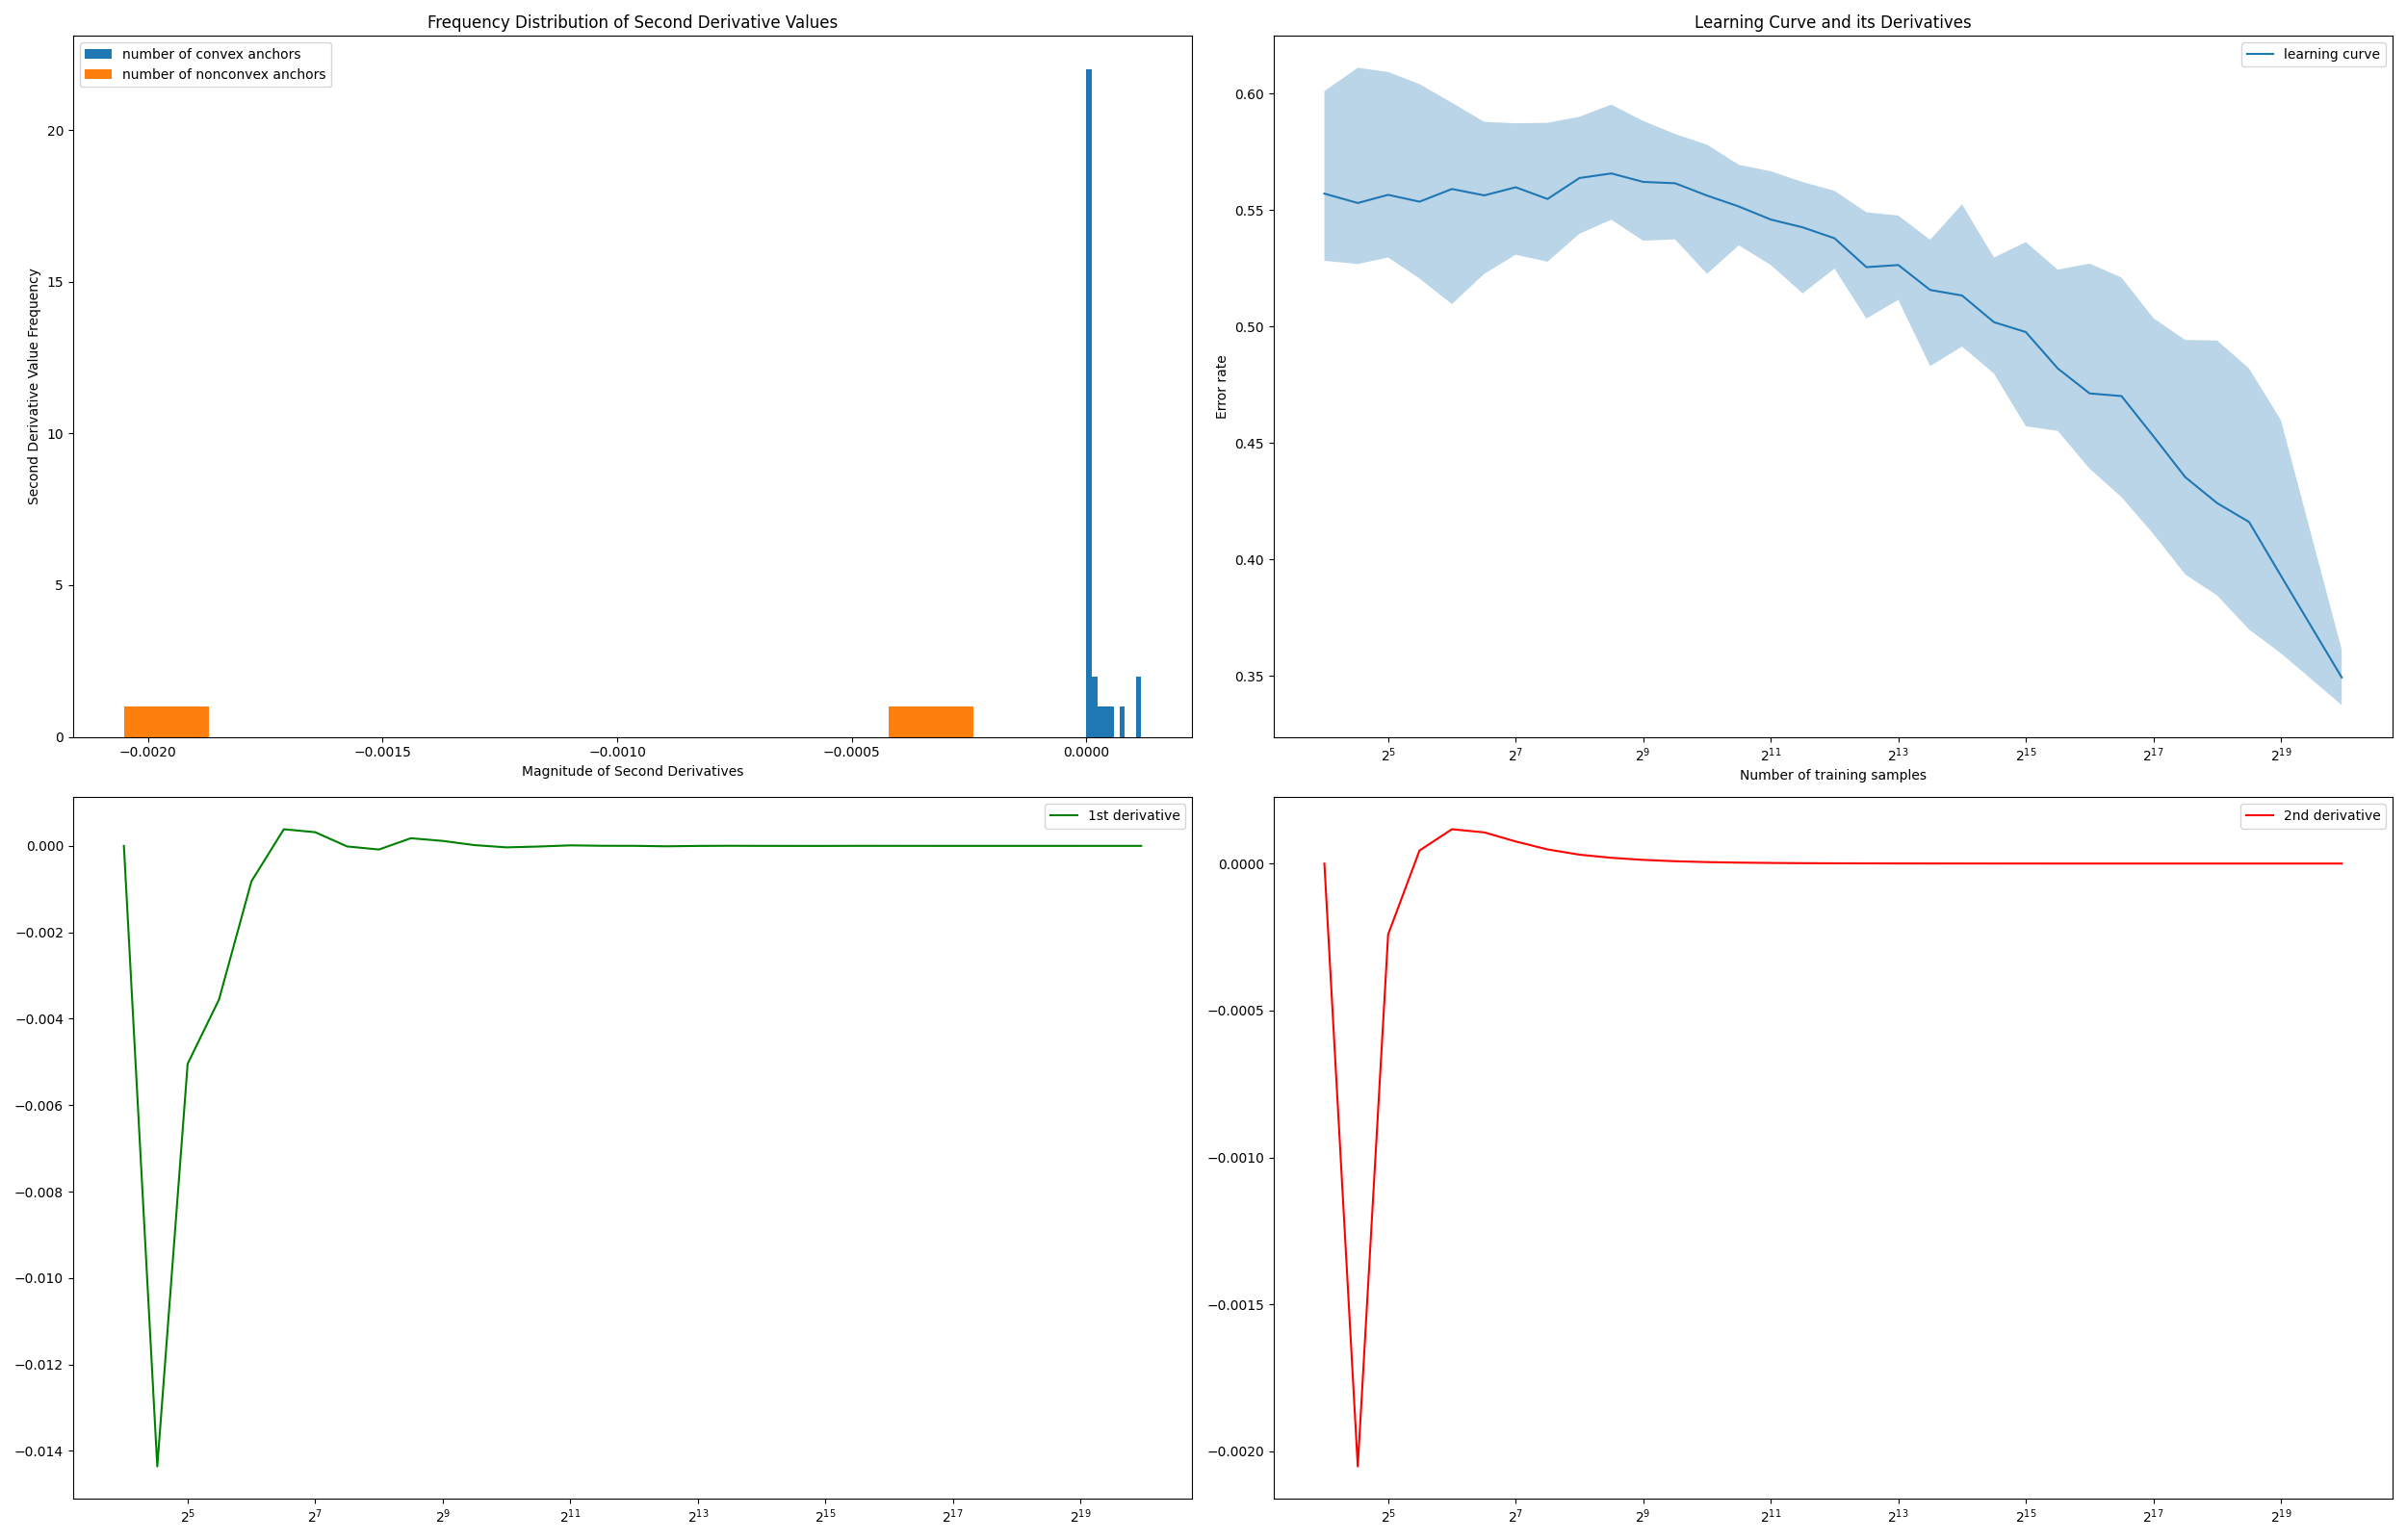 Frequency Distribution of Second Derivative Values
number of convex anchors
number of nonconvex anchors
Second Derivative Value Frequency
20
15
10
5
0
−0.0020 −0.0015 −0.0010 −0.0005 0.0000
Magnitude of Second Derivatives
Learning Curve and its Derivatives
learning curve
Error rate
0.60
0.55
0.50
0.45
0.40
0.35
2⁵ 2⁷ 2⁹ 2¹¹ 2¹³ 2¹⁵ 2¹⁷ 2¹⁹
Number of training samples
1st derivative
0.000
−0.002
−0.004
−0.006
−0.008
−0.010
−0.012
−0.014
2⁵ 2⁷ 2⁹ 2¹¹ 2¹³ 2¹⁵ 2¹⁷ 2¹⁹
2nd derivative
0.0000
−0.0005
−0.0010
−0.0015
−0.0020
2⁵ 2⁷ 2⁹ 2¹¹ 2¹³ 2¹⁵ 2¹⁷ 2¹⁹